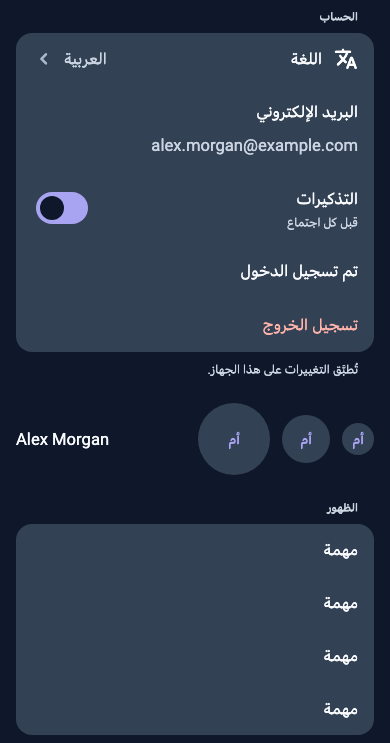 الحساب
اللغة
العربية
البريد الإلكتروني
alex.morgan@example.com
التذكيرات
قبل كل اجتماع
تم تسجيل الدخول
تسجيل الخروج
تُطبَّق التغييرات على هذا الجهاز.
أم
أم
أم
Alex Morgan
الظهور
مهمة
مهمة
مهمة
مهمة